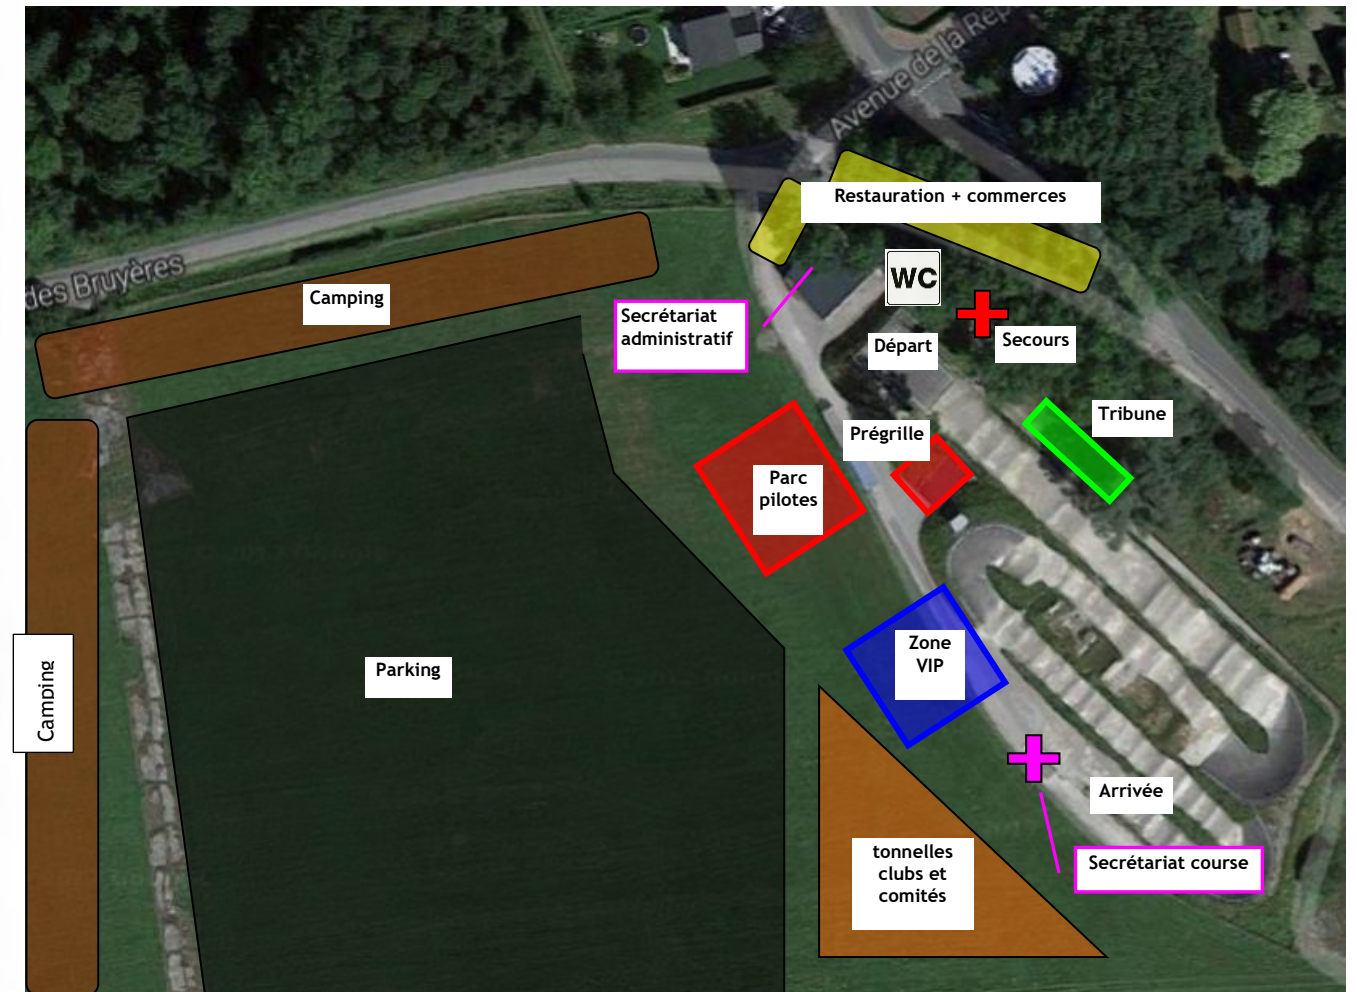 Avenue de la Rep
Restauration + commerces
des Bruyères
WC
Camping
Secrétariat
administratif
Départ
Secours
Tribune
Prégrille
Parc
pilotes
Zone
VIP
Parking
Camping
Arrivée
tonnelles
clubs et
comités
Secrétariat course